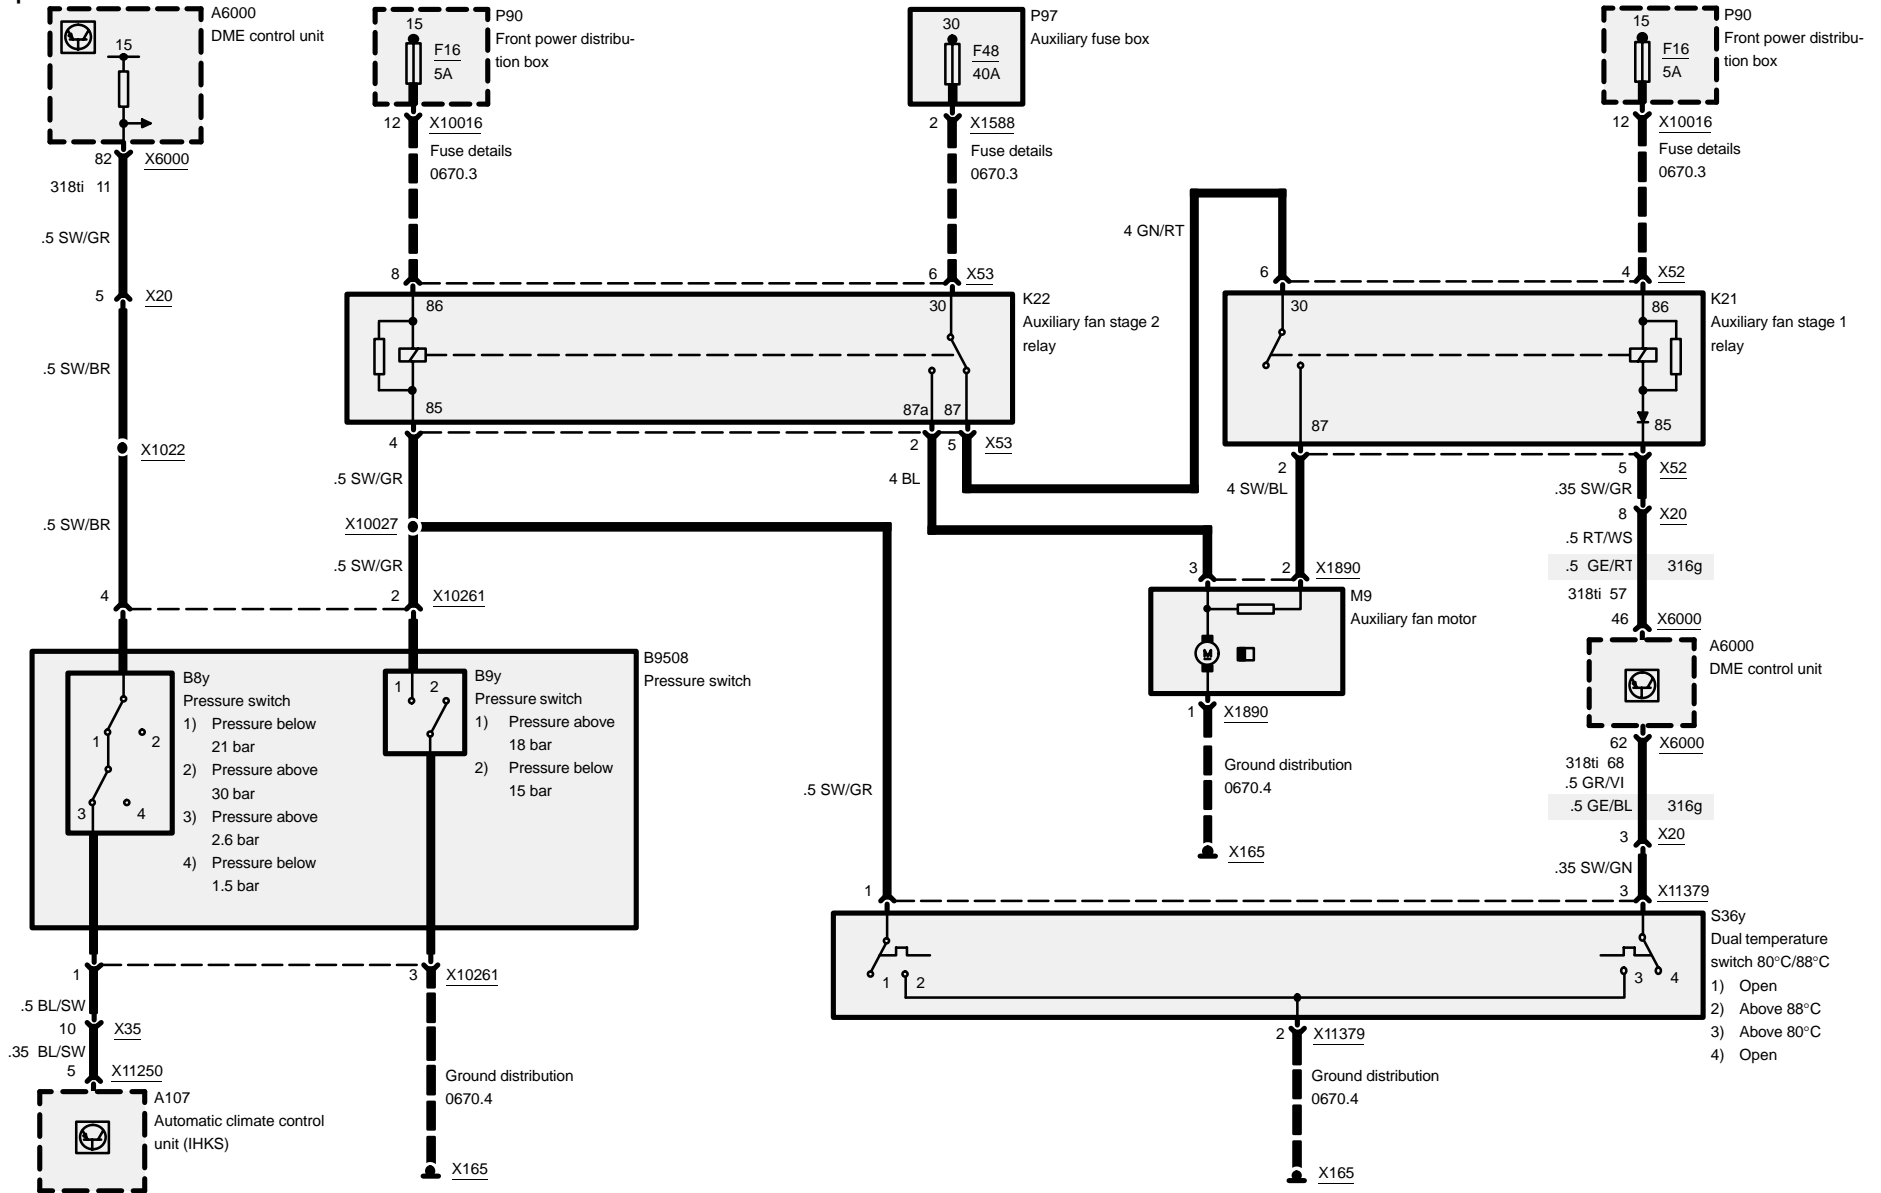 A6000
DME control unit
15
82 X6000
318ti 11
.5 SW/GR
5 X20
.5 SW/BR
X1022
.5 SW/BR
4
P90
Front power distribu-
tion box
15
F16
5A
12 X10016
Fuse details
0670.3
8
P97
Auxiliary fuse box
30
F48
40A
2 X1588
Fuse details
0670.3
6 X53
K22
Auxiliary fan stage 2
relay
86
30
85
87a 87
4
2 5 X53
.5 SW/GR
4 BL
X10027
.5 SW/GR
2 X10261
4 GN/RT
P90
Front power distribu-
tion box
15
F16
5A
12 X10016
Fuse details
0670.3
6
4 X52
K21
Auxiliary fan stage 1
relay
30
86
87
85
2
5 X52
4 SW/BL
.35 SW/GR
8 X20
.5 RT/WS
.5 GE/RT 316g
318ti 57
46 X6000
A6000
DME control unit
62 X6000
318ti 68
.5 GR/VI
.5 GE/BL 316g
3 X20
.35 SW/GN
3 X11379
3
2 X1890
M9
Auxiliary fan motor
M
1 X1890
Ground distribution
0670.4
X165
B9508
Pressure switch
B8y
Pressure switch
1) Pressure below
21 bar
2) Pressure above
30 bar
3) Pressure above
2.6 bar
4) Pressure below
1.5 bar
1 2
3 4
B9y
Pressure switch
1) Pressure above
18 bar
2) Pressure below
15 bar
1 2
.5 SW/GR
1
S36y
Dual temperature
switch 80°C/88°C
1) Open
2) Above 88°C
3) Above 80°C
4) Open
1 2
3 4
2 X11379
Ground distribution
0670.4
X165
1
3 X10261
.5 BL/SW
10 X35
.35 BL/SW
5 X11250
A107
Automatic climate control
unit (IHKS)
Ground distribution
0670.4
X165